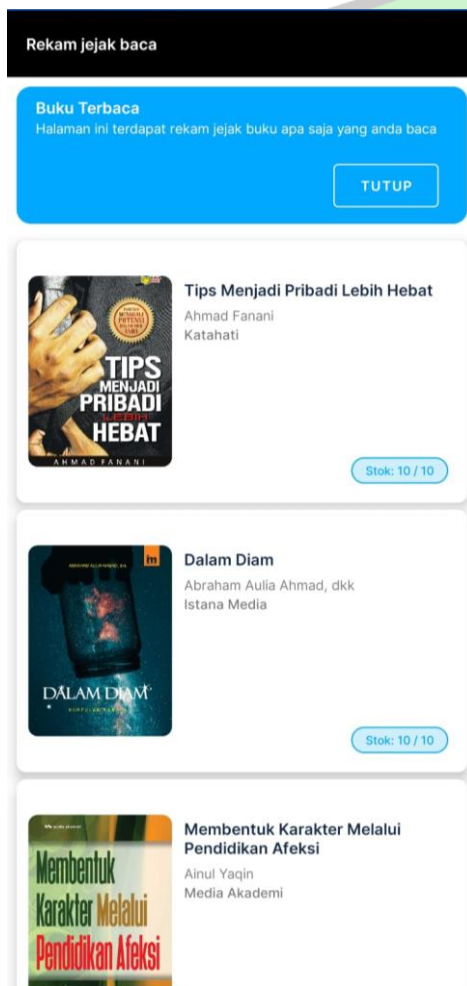 Rekam jejak baca
Buku Terbaca
Halaman ini terdapat rekam jejak buku apa saja yang anda baca
TUTUP
TIPS
MENJADI
PRIBADI
LEBIH
HEBAT
AHMAD FANANI
Tips Menjadi Pribadi Lebih Hebat
Ahmad Fanani
Katahati
Stok: 10 / 10
im
DALAM DIAM
Dalam Diam
Abraham Aulia Ahmad, dkk
Istana Media
Stok: 10 / 10
Membentuk
Karakter Melalui
Pendidikan Afeksi
Membentuk Karakter Melalui
Pendidikan Afeksi
Ainul Yaqin
Media Akademi